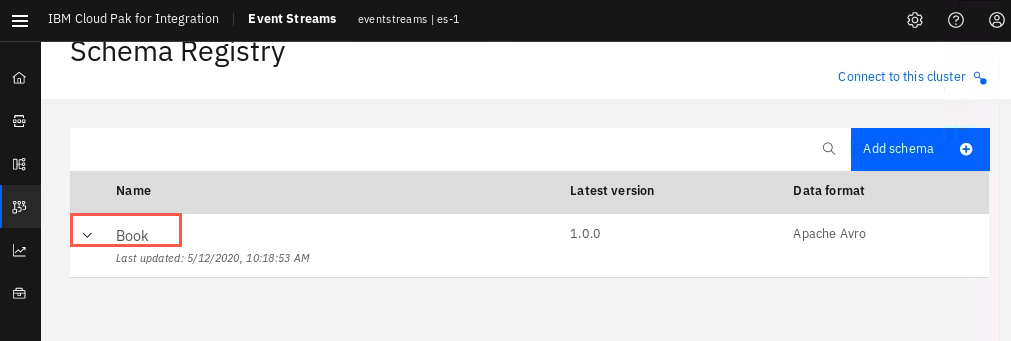 IBM Cloud Pak for Integration Event Streams eventstreams | es-1
Schema Registry
Connect to this cluster
Add schema
Name Latest version Data format
Book 1.0.0 Apache Avro
Last updated: 5/12/2020, 10:18:53 AM